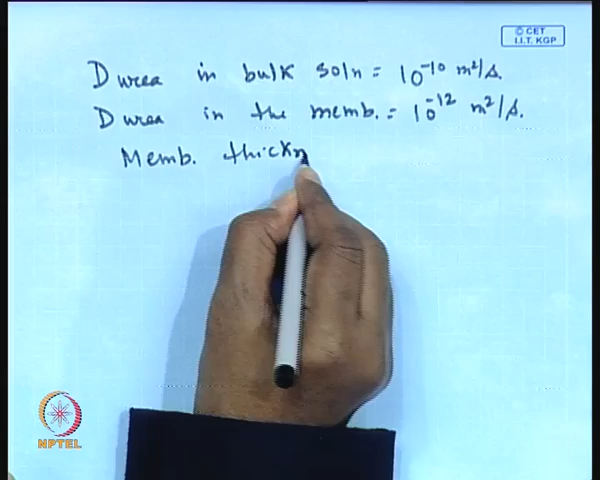 © CET
I.I.T. KGP
D urea in bulk soln = 10⁻¹⁰ m²/s.
D urea in the memb. = 10⁻¹² m²/s.
Memb. thickn
NPTEL